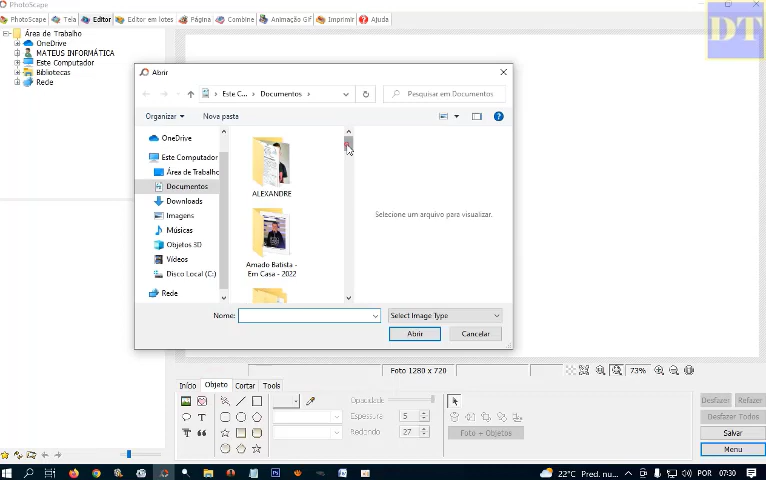 PhotoScape
PhotoScape
Tela
Editor
Editor em lotes
Página
Combine
Animação Gif
Imprimir
Ajuda
DT
Área de Trabalho
OneDrive
MATEUS INFORMÁTICA
Este Computador
Bibliotecas
Rede
Abrir
Este C... > Documentos >
Pesquisar em Documentos
Organizar
Nova pasta
OneDrive
Este Computador
Área de Trabalho
Documentos
Downloads
Imagens
Músicas
Objetos 3D
Vídeos
Disco Local (C:)
Rede
ALEXANDRE
Amado Batista -
Em Casa - 2022
Selecione um arquivo para visualizar.
Nome:
Select Image Type
Abrir
Cancelar
Foto 1280 x 720
73%
Início
Objeto
Cortar
Tools
Opacidade
Espessura
5
Redondo
27
Foto + Objetos
Desfazer
Refazer
Desfazer Todos
Salvar
Menu
22°C Pred. nu...
POR
07:30